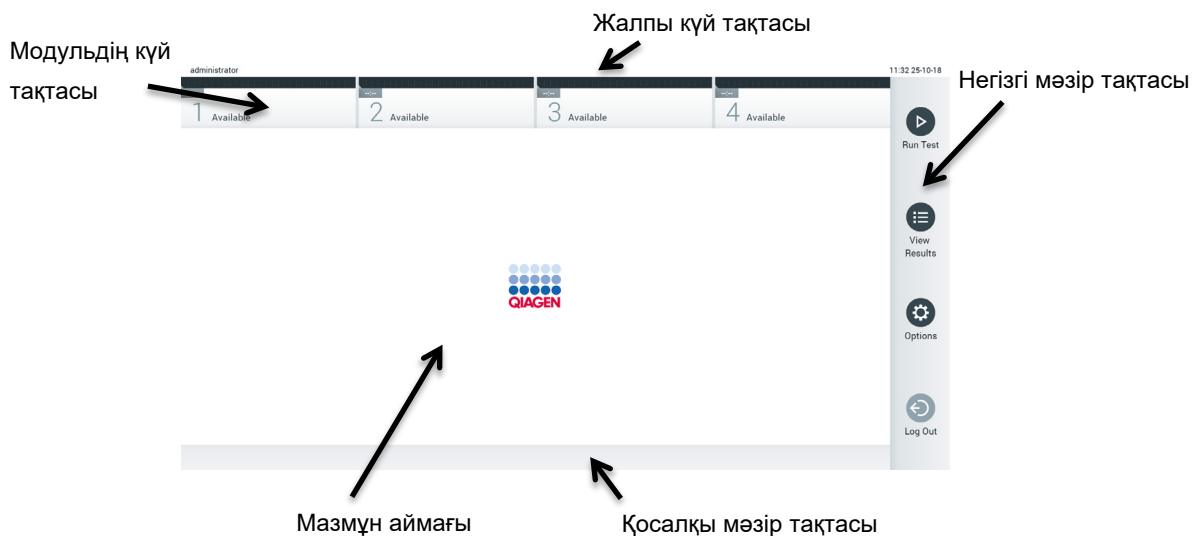 Жалпы күй тақтасы
Модульдің күй
тақтасы
Негізгі мәзір тақтасы
administrator
11:32 25-10-18
--:--
--:--
--:--
1 Available
2 Available
3 Available
4 Available
Run Test
View
Results
QIAGEN
Options
Log Out
Мазмұн аймағы
Қосалқы мәзір тақтасы